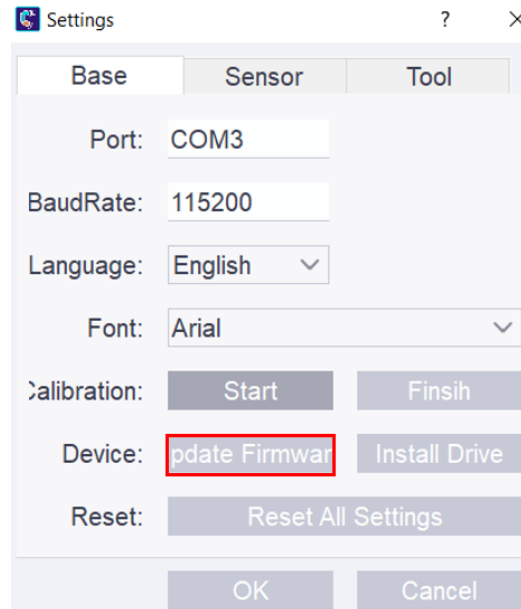 Settings ? ×
Base Sensor Tool
Port: COM3
BaudRate: 115200
Language: English
Font: Arial
Calibration: Start Finsih
Device: pdate Firmwar Install Drive
Reset: Reset All Settings
OK Cancel